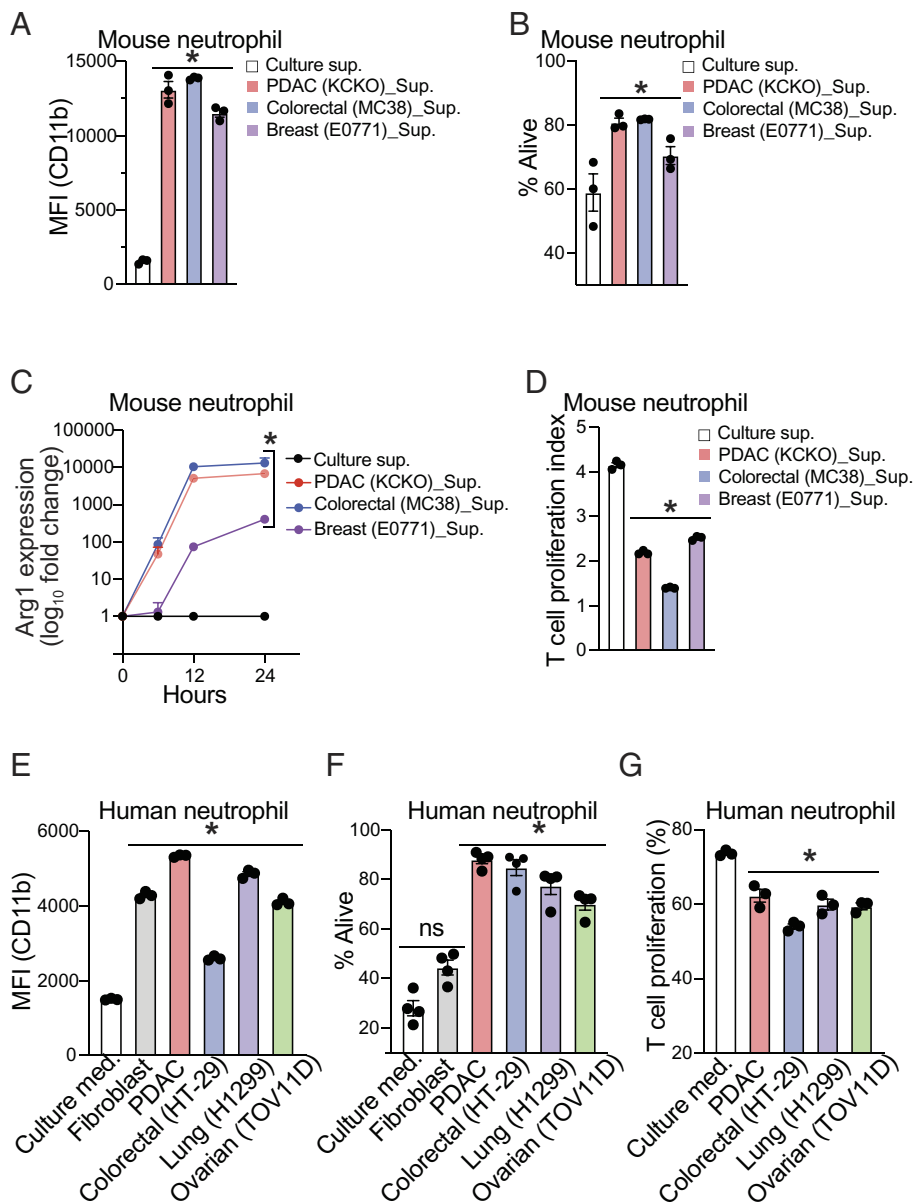 A
Mouse neutrophil
*
MFI (CD11b)
15000
10000
5000
0
Culture sup.
PDAC (KCKO)_Sup.
Colorectal (MC38)_Sup.
Breast (E0771)_Sup.
B
Mouse neutrophil
*
% Alive
100
80
60
40
Culture sup.
PDAC (KCKO)_Sup.
Colorectal (MC38)_Sup.
Breast (E0771)_Sup.
C
Mouse neutrophil
*
Arg1 expression
(log₁₀ fold change)
100000
10000
1000
100
10
1
0 12 24
Hours
Culture sup.
PDAC (KCKO)_Sup.
Colorectal (MC38)_Sup.
Breast (E0771)_Sup.
D
Mouse neutrophil
*
T cell proliferation index
5
4
3
2
1
0
Culture sup.
PDAC (KCKO)_Sup.
Colorectal (MC38)_Sup.
Breast (E0771)_Sup.
E
Human neutrophil
*
MFI (CD11b)
6000
4000
2000
0
Culture med.
Fibroblast
PDAC
Colorectal (HT-29)
Lung (H1299)
Ovarian (TOV11D)
F
Human neutrophil
*
ns
% Alive
100
80
60
40
20
Culture med.
Fibroblast
PDAC
Colorectal (HT-29)
Lung (H1299)
Ovarian (TOV11D)
G
Human neutrophil
*
T cell proliferation (%)
80
60
40
20
Culture med.
PDAC
Colorectal (HT-29)
Lung (H1299)
Ovarian (TOV11D)